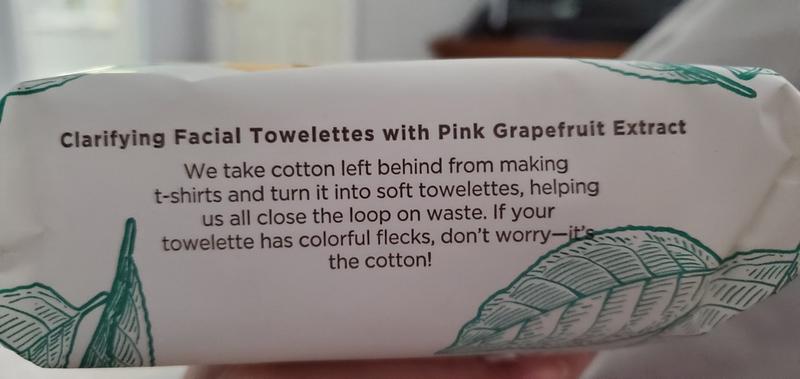 Clarifying Facial Towelettes with Pink Grapefruit Extract
We take cotton left behind from making
t-shirts and turn it into soft towelettes, helping
us all close the loop on waste. If your
towelette has colorful flecks, don't worry—it's
the cotton!